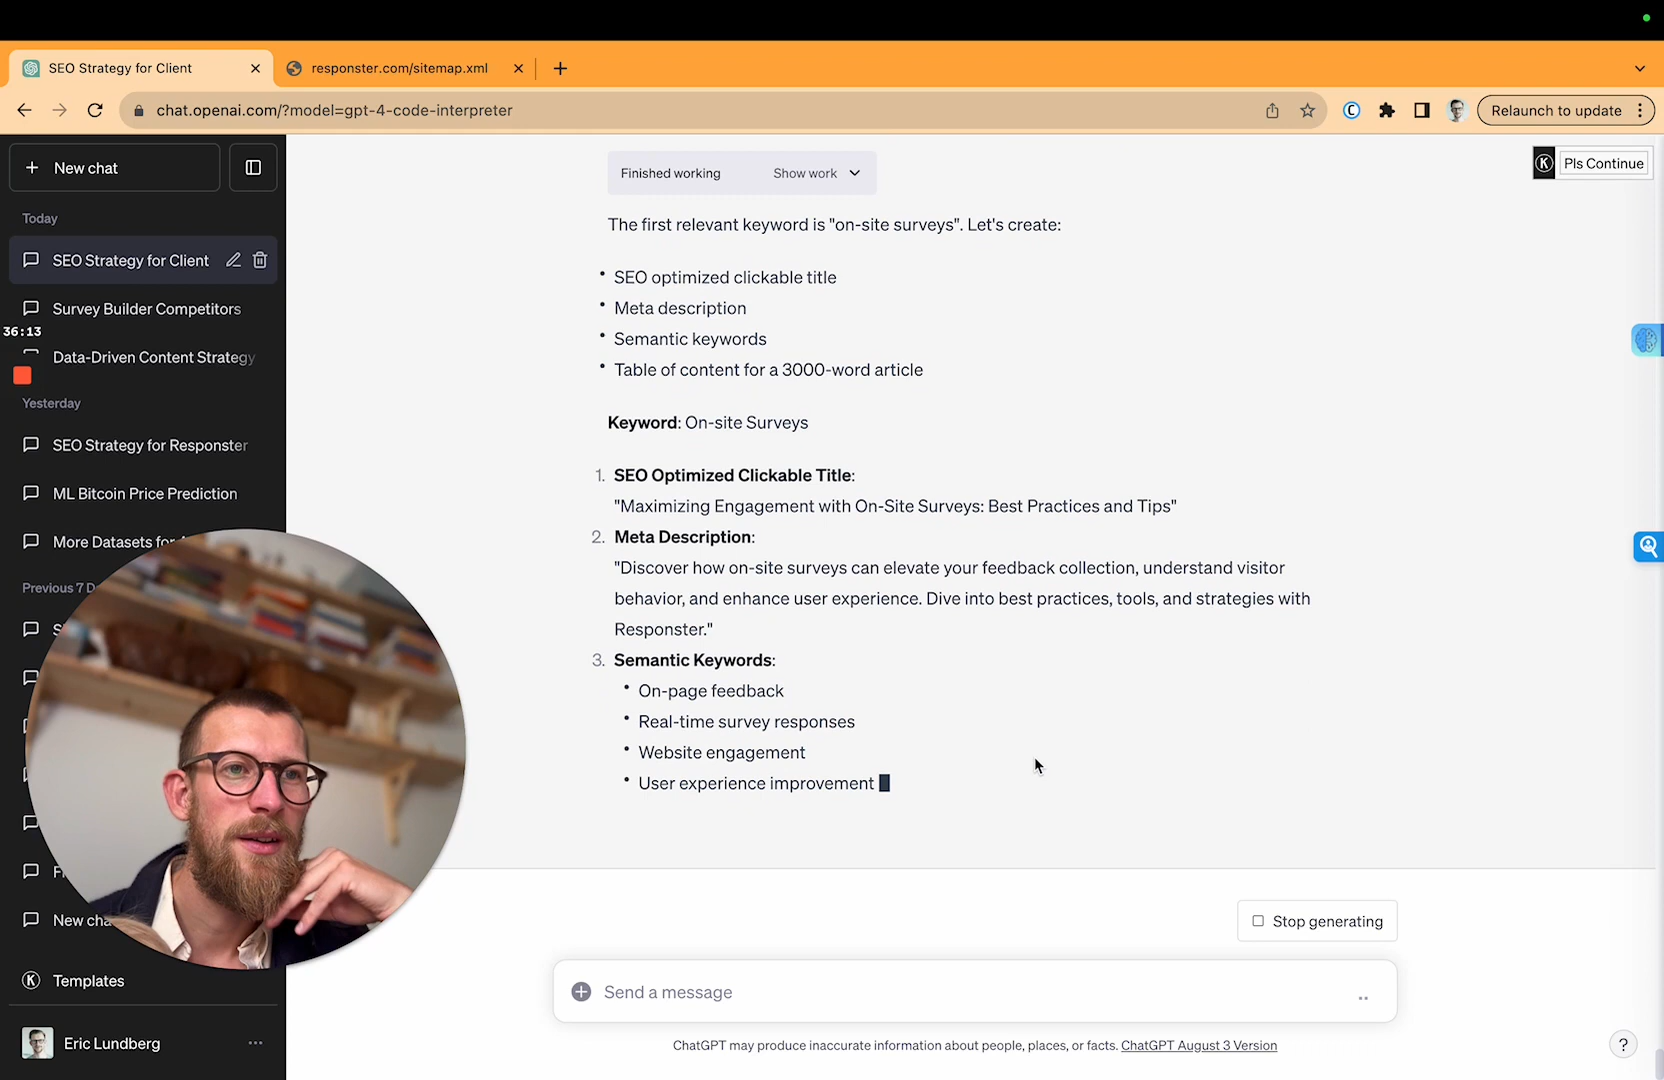 SEO Strategy for Client
responster.com/sitemap.xml
chat.openai.com/?model=gpt-4-code-interpreter
Relaunch to update
New chat
Today
SEO Strategy for Client
Survey Builder Competitors
36:13
Data-Driven Content Strategy
Yesterday
SEO Strategy for Responster
ML Bitcoin Price Prediction
More Datasets for
Previous 7 D
New cha
Templates
Eric Lundberg
Finished working
Show work
K
Pls Continue
The first relevant keyword is "on-site surveys". Let's create:
• SEO optimized clickable title
• Meta description
• Semantic keywords
• Table of content for a 3000-word article
Keyword: On-site Surveys
1. SEO Optimized Clickable Title:
"Maximizing Engagement with On-Site Surveys: Best Practices and Tips"
2. Meta Description:
"Discover how on-site surveys can elevate your feedback collection, understand visitor
behavior, and enhance user experience. Dive into best practices, tools, and strategies with
Responster."
3. Semantic Keywords:
• On-page feedback
• Real-time survey responses
• Website engagement
• User experience improvement
Stop generating
Send a message
ChatGPT may produce inaccurate information about people, places, or facts. ChatGPT August 3 Version
?